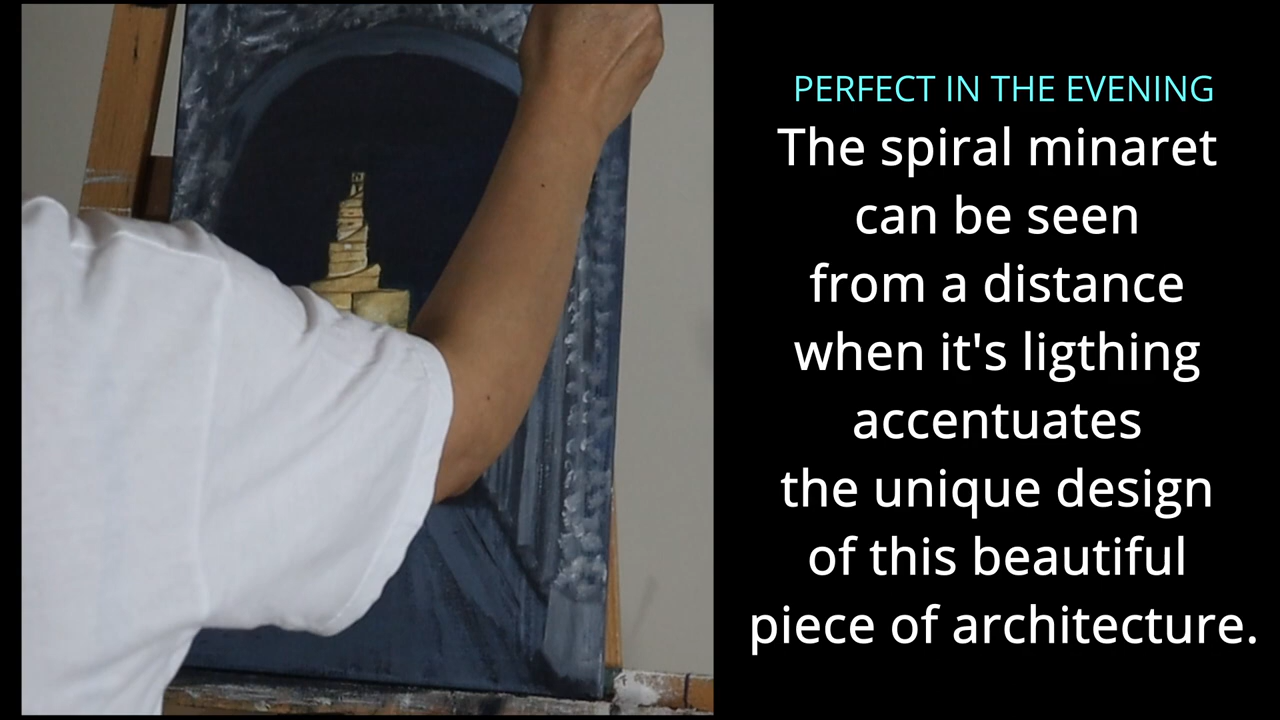 PERFECT IN THE EVENING
The spiral minaret
can be seen
from a distance
when it's ligthing
accentuates
the unique design
of this beautiful
piece of architecture.